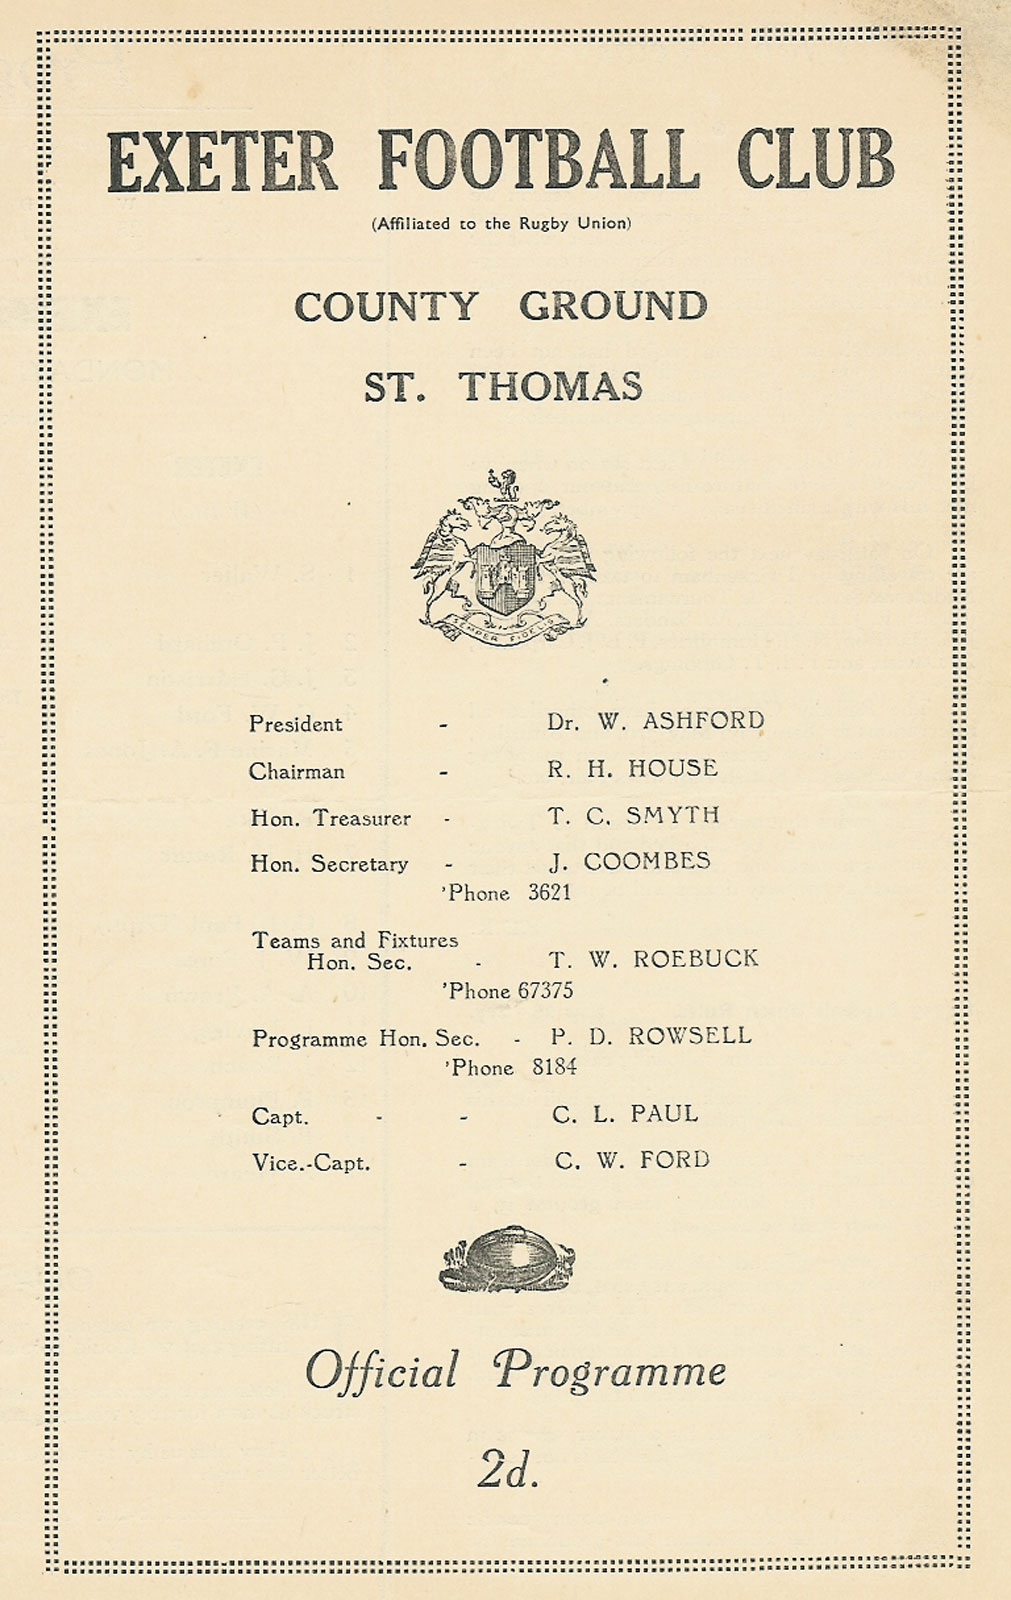 EXETER FOOTBALL CLUB
(Affiliated to the Rugby Union)
COUNTY GROUND
ST. THOMAS
SEMPER FIDELIS
President - Dr. W. ASHFORD
Chairman - R. H. HOUSE
Hon. Treasurer - T. C. SMYTH
Hon. Secretary - J. COOMBES
'Phone 3621
Teams and Fixtures
Hon. Sec. - T. W. ROEBUCK
'Phone 67375
Programme Hon. Sec. - P. D. ROWSELL
'Phone 8184
Capt. - - C. L. PAUL
Vice.-Capt. - C. W. FORD
Official Programme
2d.